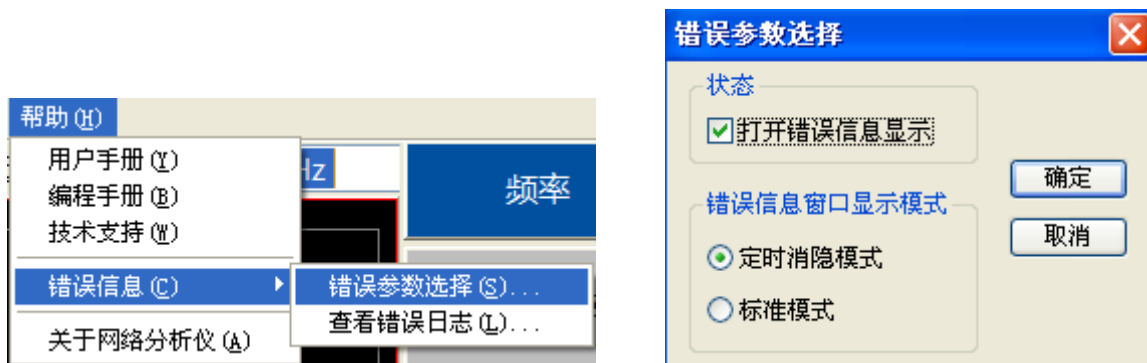 帮助(H)
用户手册(Y)
编程手册(B)
技术支持(W)
错误信息(C)
关于网络分析仪(A)
Hz
频率
错误参数选择(S)...
查看错误日志(L)...
错误参数选择
状态
打开错误信息显示
错误信息窗口显示模式
定时消隐模式
标准模式
确定
取消